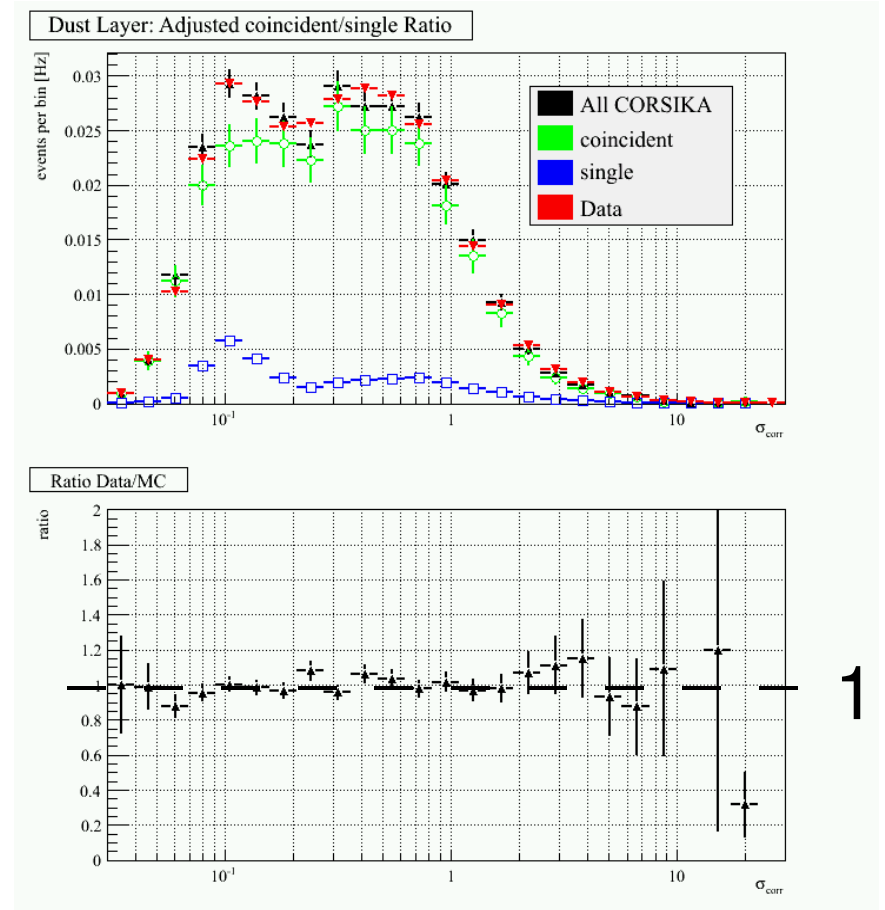 Dust Layer: Adjusted coincident/single Ratio
events per bin [Hz]
0.03
0.025
0.02
0.015
0.01
0.005
0
All CORSIKA
coincident
single
Data
10⁻¹
1
10
σcorr
Ratio Data/MC
ratio
2
1.8
1.6
1.4
1.2
1
0.8
0.6
0.4
0.2
0
1
10⁻¹
1
10
σcorr